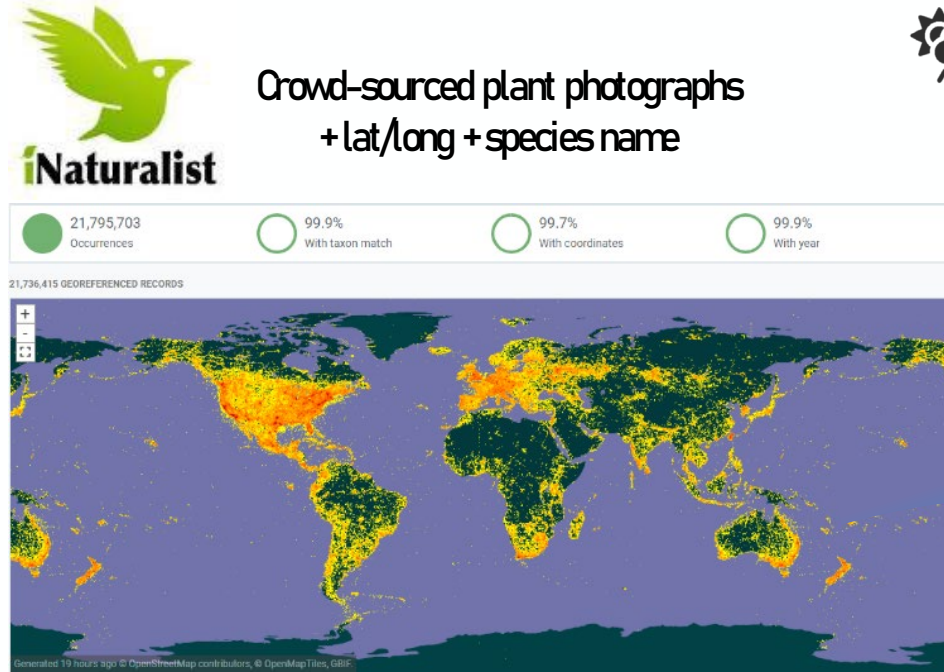 iNaturalist
Crowd-sourced plant photographs
+ lat/long + species name
21,795,703
Occurrences
99.9%
With taxon match
99.7%
With coordinates
99.9%
With year
21,736,415 GEOREFERENCED RECORDS
+
-
Generated 19 hours ago © OpenStreetMap contributors, © OpenMapTiles, GBIF.